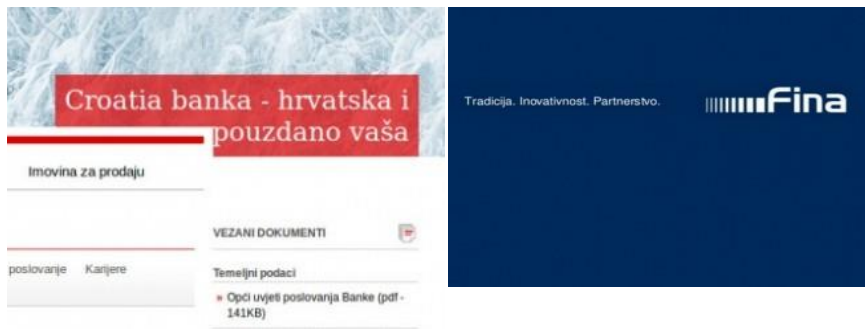 Croatia banka - hrvatska i
pouzdano vaša
Imovina za prodaju
VEZANI DOKUMENTI
poslovanje Karijere
Temeljni podaci
» Opći uvjeti poslovanja Banke (pdf -
141KB)
Tradicija. Inovativnost. Partnerstvo.
Fina